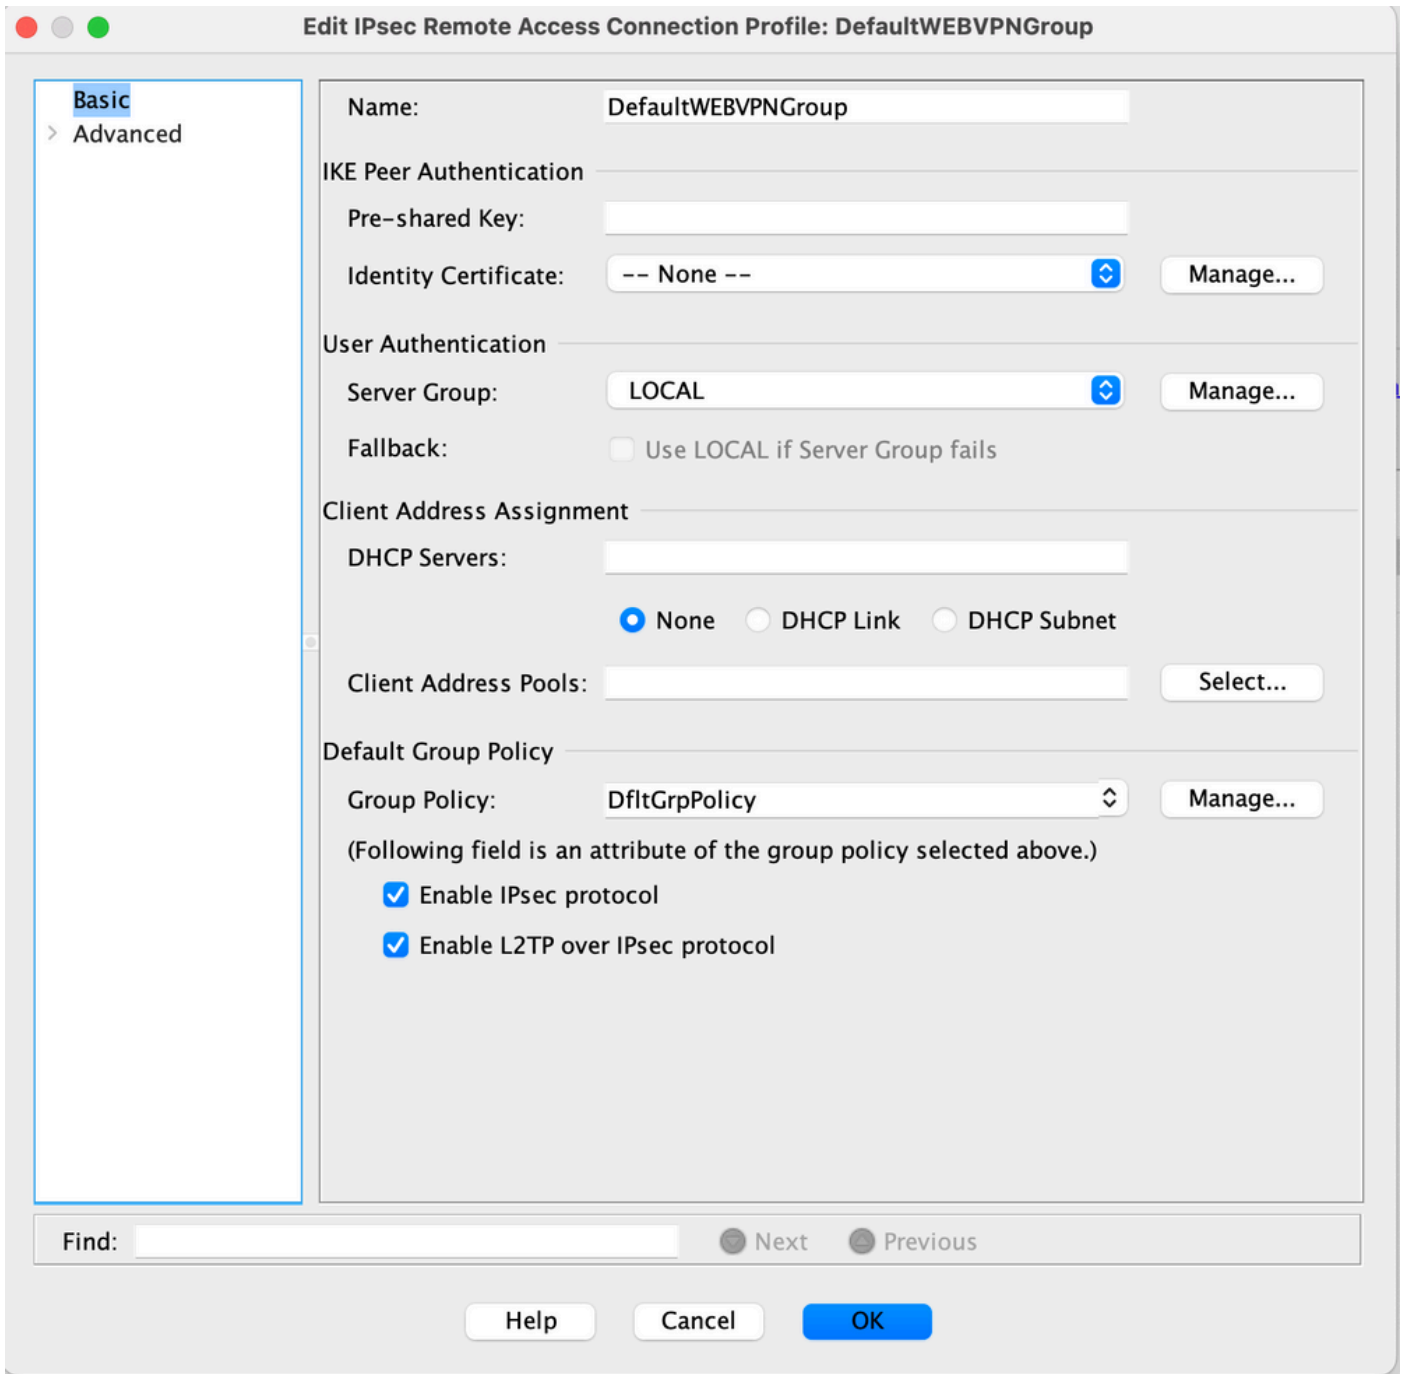 Edit IPsec Remote Access Connection Profile: DefaultWEBVPNGroup
Basic
Advanced
Name: DefaultWEBVPNGroup
IKE Peer Authentication
Pre-shared Key:
Identity Certificate: -- None -- Manage...
User Authentication
Server Group: LOCAL Manage...
Fallback: Use LOCAL if Server Group fails
Client Address Assignment
DHCP Servers:
None DHCP Link DHCP Subnet
Client Address Pools: Select...
Default Group Policy
Group Policy: DfltGrpPolicy Manage...
(Following field is an attribute of the group policy selected above.)
Enable IPsec protocol
Enable L2TP over IPsec protocol
Find: Next Previous
Help Cancel OK